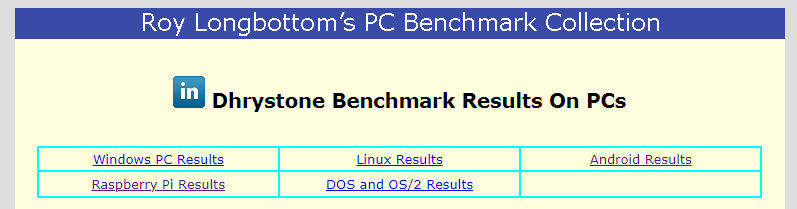 Roy Longbottom's PC Benchmark Collection
in Dhrystone Benchmark Results On PCs
Windows PC Results Linux Results Android Results
Raspberry Pi Results DOS and OS/2 Results